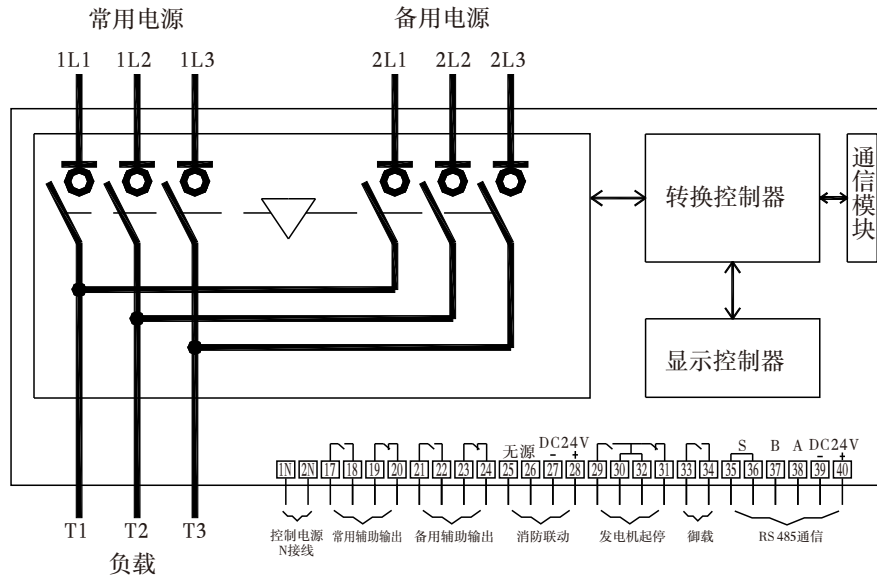 常用电源 备用电源
1L1 1L2 1L3 2L1 2L2 2L3
转换控制器
通信模块
显示控制器
无源 DC24V S B A DC24V
- + - +
1N 2N 17 18 19 20 21 22 23 24 25 26 27 28 29 30 32 31 33 34 35 36 37 38 39 40
T1 T2 T3
负载
控制电源
N接线
常用辅助输出 备用辅助输出 消防联动 发电机起停 御载 RS 485通信